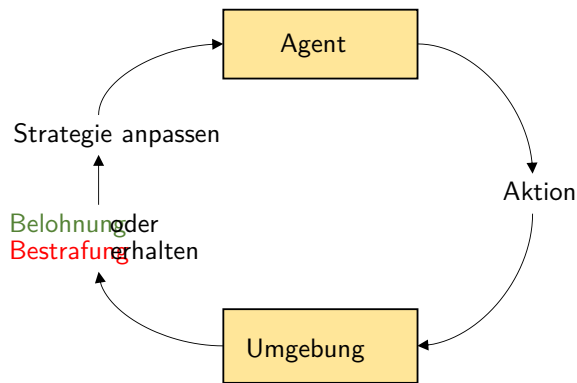 Agent
Strategie anpassen
Aktion
Belohnung oder
Bestrafung erhalten
Umgebung